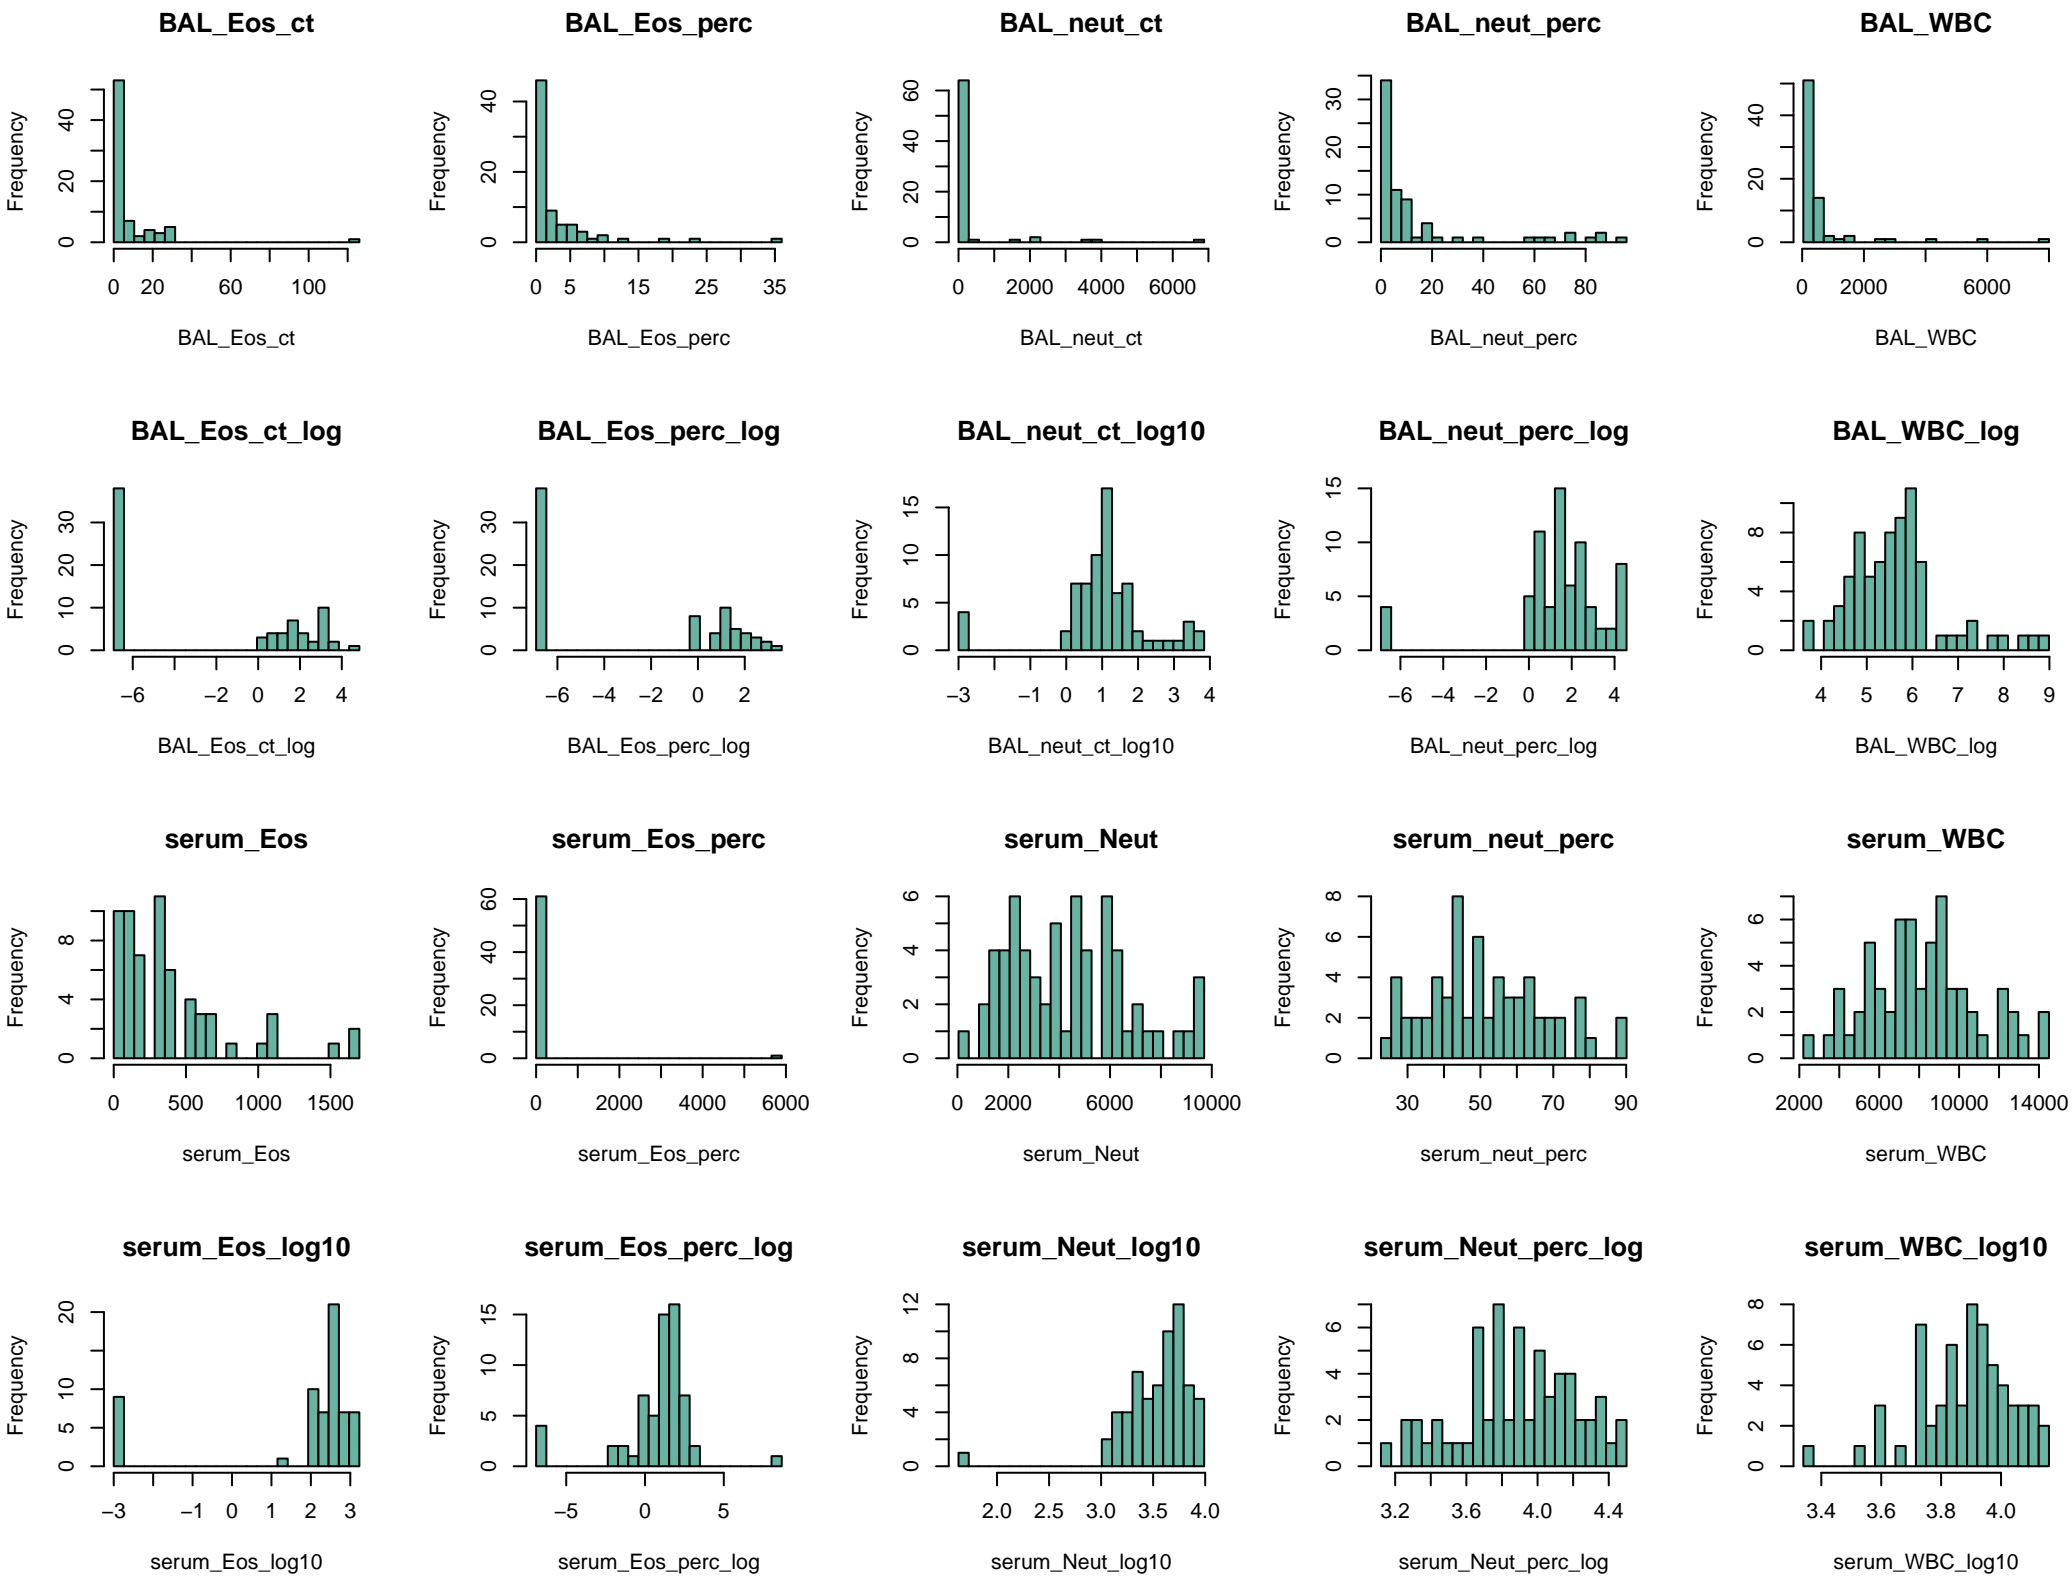 BAL_Eos_ct BAL_Eos_perc BAL_neut_ct BAL_neut_perc BAL_WBC
Frequency 0 20 40
0 20 60 100
BAL_Eos_ct
Frequency 0 20 40
0 5 15 25 35
BAL_Eos_perc
Frequency 0 20 40 60
0 2000 4000 6000
BAL_neut_ct
Frequency 0 10 20 30
0 20 40 60 80
BAL_neut_perc
Frequency 0 20 40
0 2000 6000
BAL_WBC
BAL_Eos_ct_log BAL_Eos_perc_log BAL_neut_ct_log10 BAL_neut_perc_log BAL_WBC_log
Frequency 0 10 20 30
−6 −2 0 2 4
BAL_Eos_ct_log
Frequency 0 10 20 30
−6 −4 −2 0 2
BAL_Eos_perc_log
Frequency 0 5 10 15
−3 −1 0 1 2 3 4
BAL_neut_ct_log10
Frequency 0 5 10 15
−6 −4 −2 0 2 4
BAL_neut_perc_log
Frequency 0 4 8
4 5 6 7 8 9
BAL_WBC_log
serum_Eos serum_Eos_perc serum_Neut serum_neut_perc serum_WBC
Frequency 0 4 8
0 500 1000 1500
serum_Eos
Frequency 0 20 40 60
0 2000 4000 6000
serum_Eos_perc
Frequency 0 2 4 6
0 2000 6000 10000
serum_Neut
Frequency 0 2 4 6 8
30 50 70 90
serum_neut_perc
Frequency 0 2 4 6
2000 6000 10000 14000
serum_WBC
serum_Eos_log10 serum_Eos_perc_log serum_Neut_log10 serum_Neut_perc_log serum_WBC_log10
Frequency 0 5 10 20
−3 −1 0 1 2 3
serum_Eos_log10
Frequency 0 5 10 15
−5 0 5
serum_Eos_perc_log
Frequency 0 4 8 12
2.0 2.5 3.0 3.5 4.0
serum_Neut_log10
Frequency 0 2 4 6
3.2 3.6 4.0 4.4
serum_Neut_perc_log
Frequency 0 2 4 6 8
3.4 3.6 3.8 4.0
serum_WBC_log10